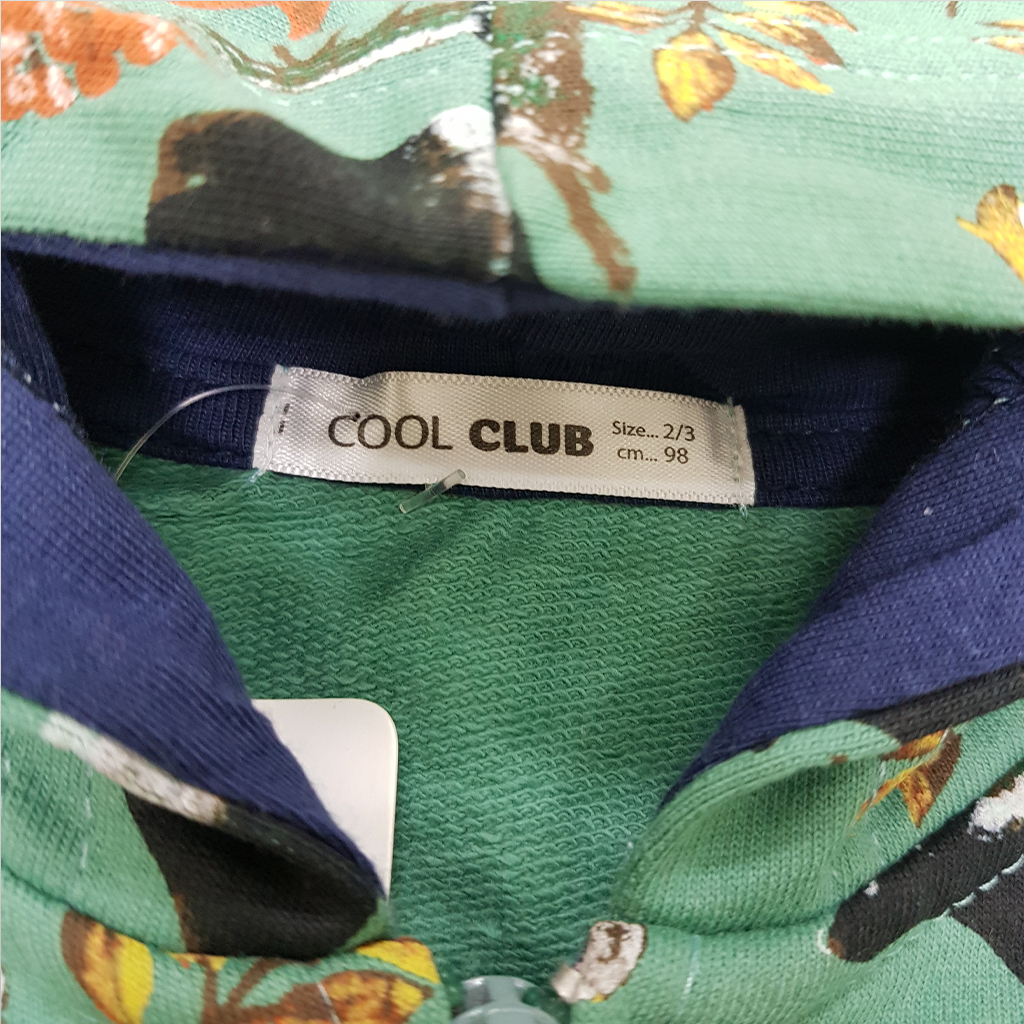 COOL CLUB
Size... 2/3
cm... 98